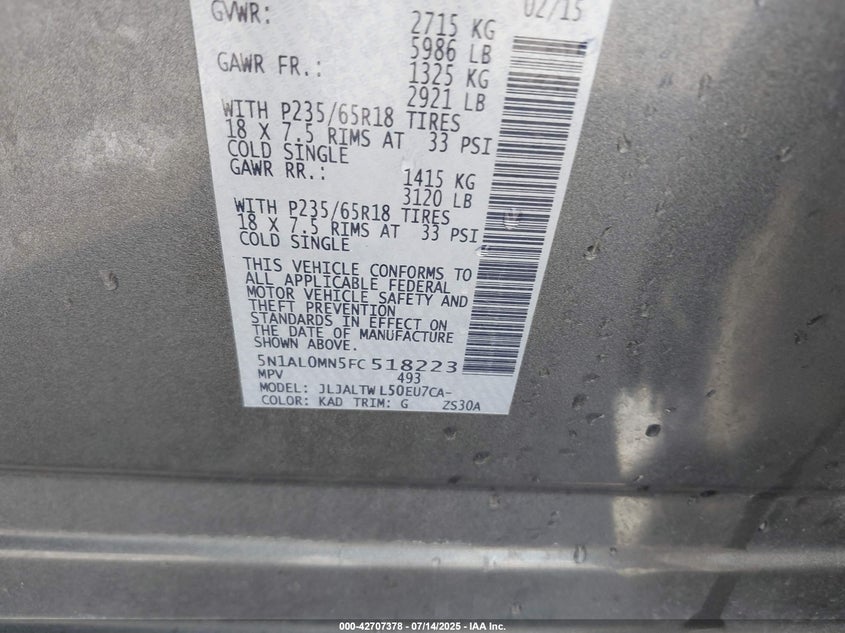 02/15
GVWR: 2715 KG
5986 LB
GAWR FR.: 1325 KG
2921 LB
WITH P235/65R18 TIRES
18 X 7.5 RIMS AT 33 PSI
COLD SINGLE
GAWR RR.: 1415 KG
3120 LB
WITH P235/65R18 TIRES
18 X 7.5 RIMS AT 33 PSI
COLD SINGLE
THIS VEHICLE CONFORMS TO
ALL APPLICABLE FEDERAL
MOTOR VEHICLE SAFETY AND
THEFT PREVENTION
STANDARDS IN EFFECT ON
THE DATE OF MANUFACTURE
SHOWN ABOVE.
5N1AL0MN5FC518223
MPV 493
MODEL: JLJALTWL50EU7CA-
COLOR: KAD TRIM: G ZS30A
000-42707378 - 07/14/2025 - IAA Inc.